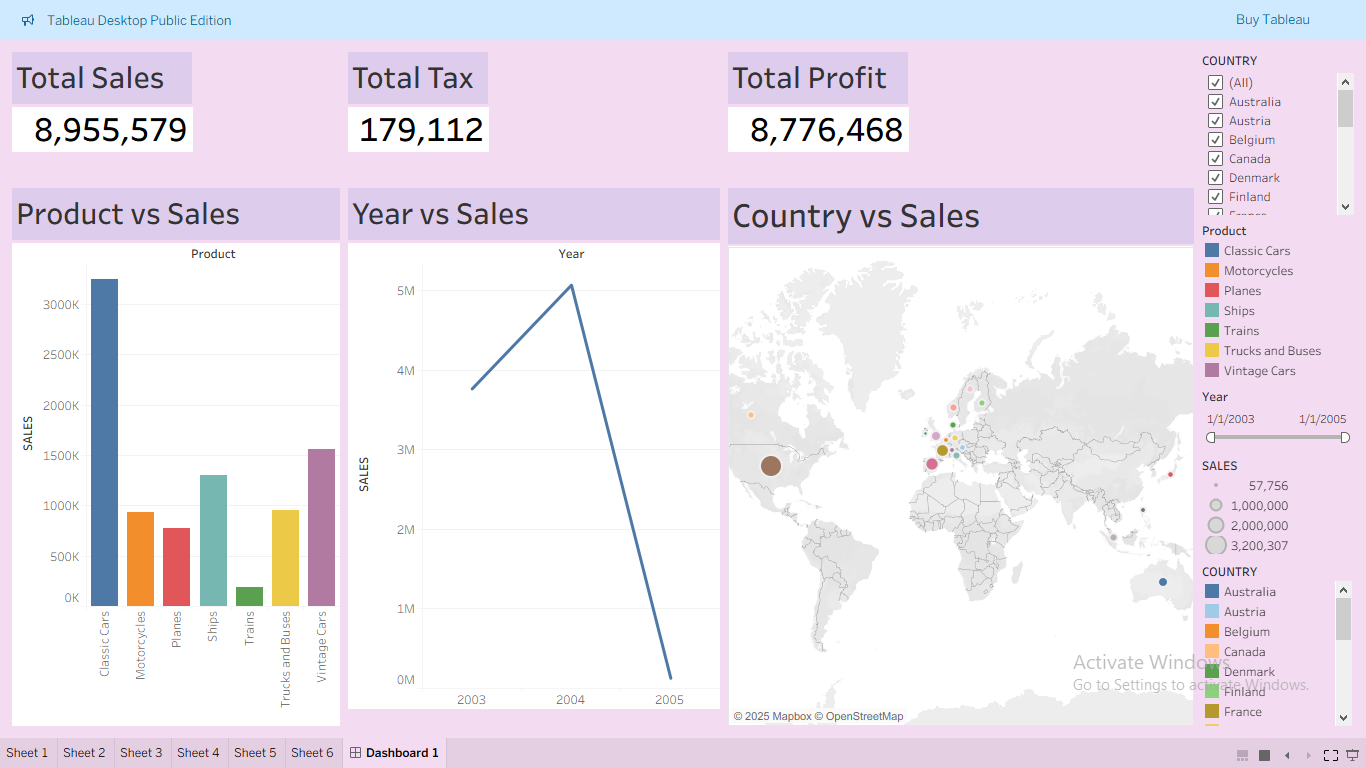 Tableau Desktop Public Edition
Buy Tableau
Total Sales
8,955,579
Total Tax
179,112
Total Profit
8,776,468
COUNTRY
(All)
Australia
Austria
Belgium
Canada
Denmark
Finland
France
Product vs Sales
Product
SALES
3000K
2500K
2000K
1500K
1000K
500K
0K
Classic Cars
Motorcycles
Planes
Ships
Trains
Trucks and Buses
Vintage Cars
Year vs Sales
Year
SALES
5M
4M
3M
2M
1M
0M
2003
2004
2005
Country vs Sales
© 2025 Mapbox © OpenStreetMap
Product
Classic Cars
Motorcycles
Planes
Ships
Trains
Trucks and Buses
Vintage Cars
Year
1/1/2003
1/1/2005
SALES
57,756
1,000,000
2,000,000
3,200,307
COUNTRY
Australia
Austria
Belgium
Canada
Denmark
Finland
France
Activate Windows
Go to Settings to activate Windows.
Sheet 1
Sheet 2
Sheet 3
Sheet 4
Sheet 5
Sheet 6
Dashboard 1